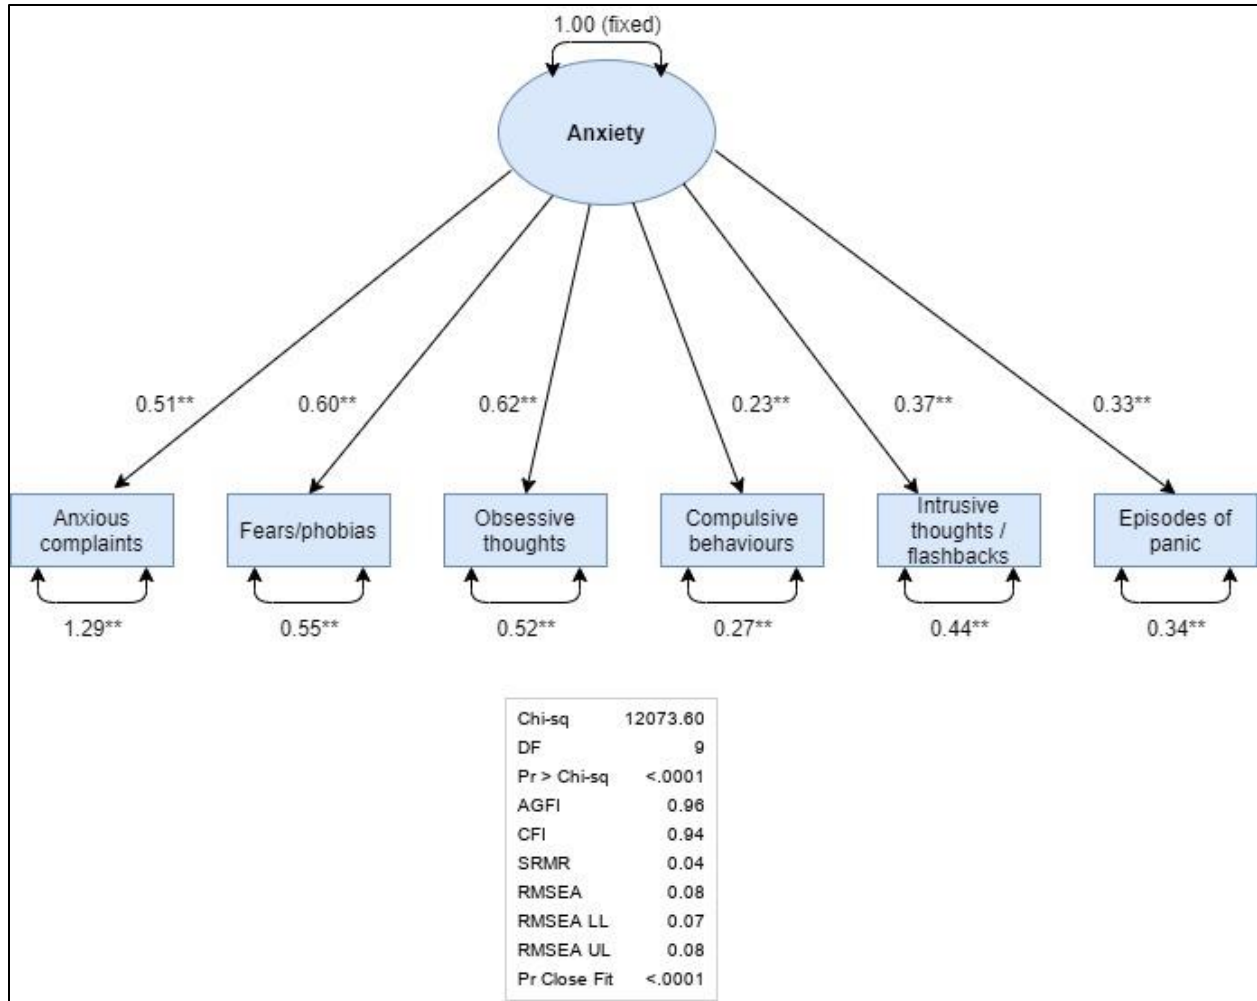 1.00 (fixed)
Anxiety
0.51** 0.60** 0.62** 0.23** 0.37** 0.33**
Anxious
complaints
Fears/phobias
Obsessive
thoughts
Compulsive
behaviours
Intrusive
thoughts /
flashbacks
Episodes of
panic
1.29** 0.55** 0.52** 0.27** 0.44** 0.34**
Chi-sq 12073.60
DF 9
Pr > Chi-sq <.0001
AGFI 0.96
CFI 0.94
SRMR 0.04
RMSEA 0.08
RMSEA LL 0.07
RMSEA UL 0.08
Pr Close Fit <.0001